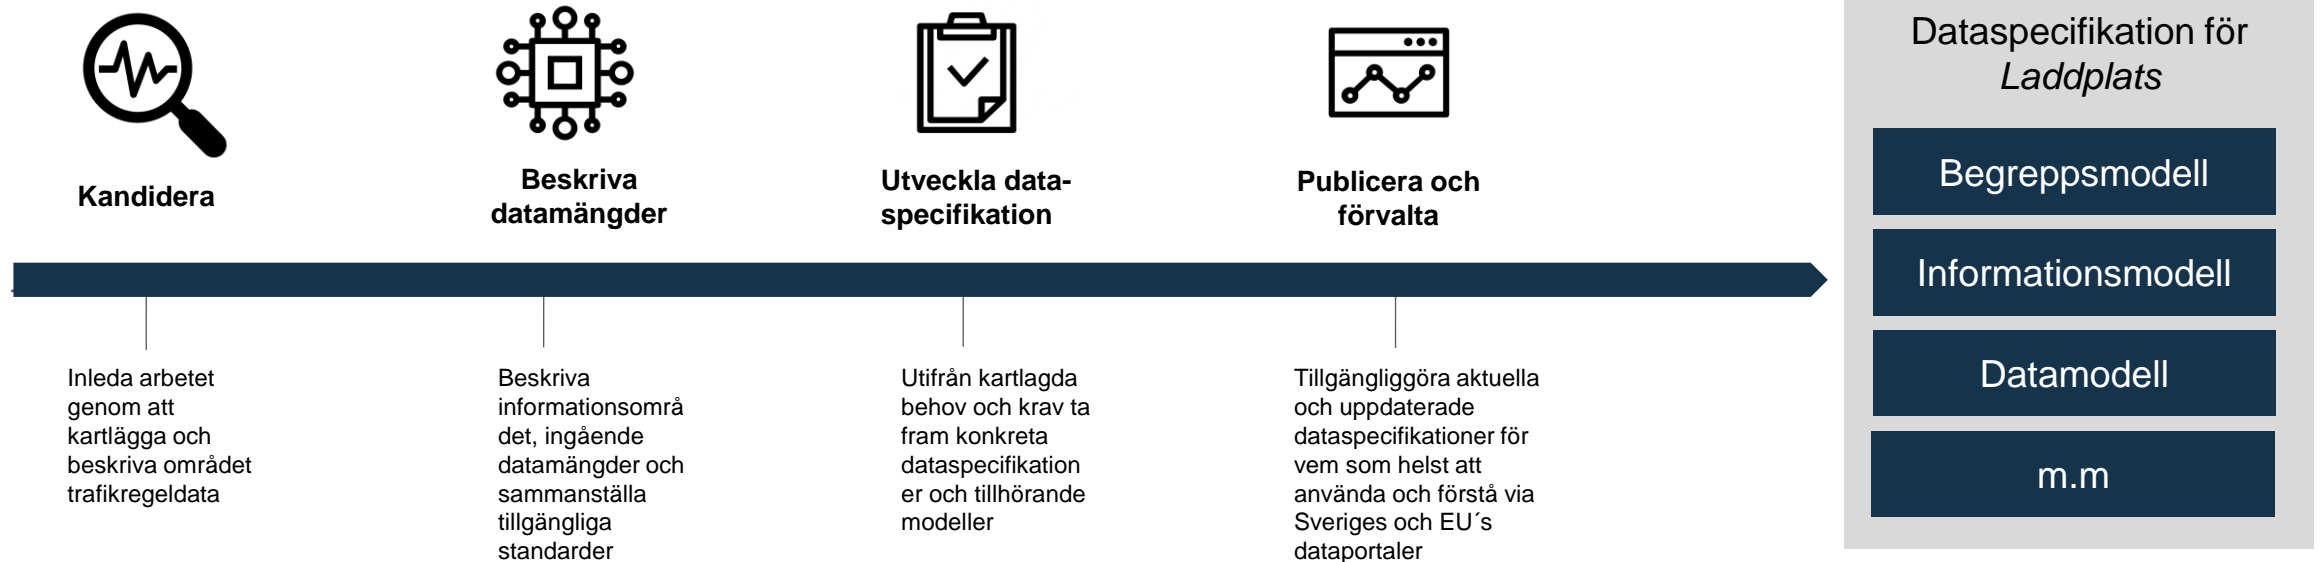 Kandidera
Beskriva
datamängder
Utveckla data-
specifikation
Publicera och
förvalta
Inleda arbetet
genom att
kartlägga och
beskriva området
trafikregeldata
Beskriva
informationsområ
det, ingående
datamängder och
sammanställa
tillgängliga
standarder
Utifrån kartlagda
behov och krav ta
fram konkreta
dataspecifikation
er och tillhörande
modeller
Tillgängliggöra aktuella
och uppdaterade
dataspecifikationer för
vem som helst att
använda och förstå via
Sveriges och EU´s
dataportaler
Dataspecifikation för
Laddplats
Begreppsmodell
Informationsmodell
Datamodell
m.m